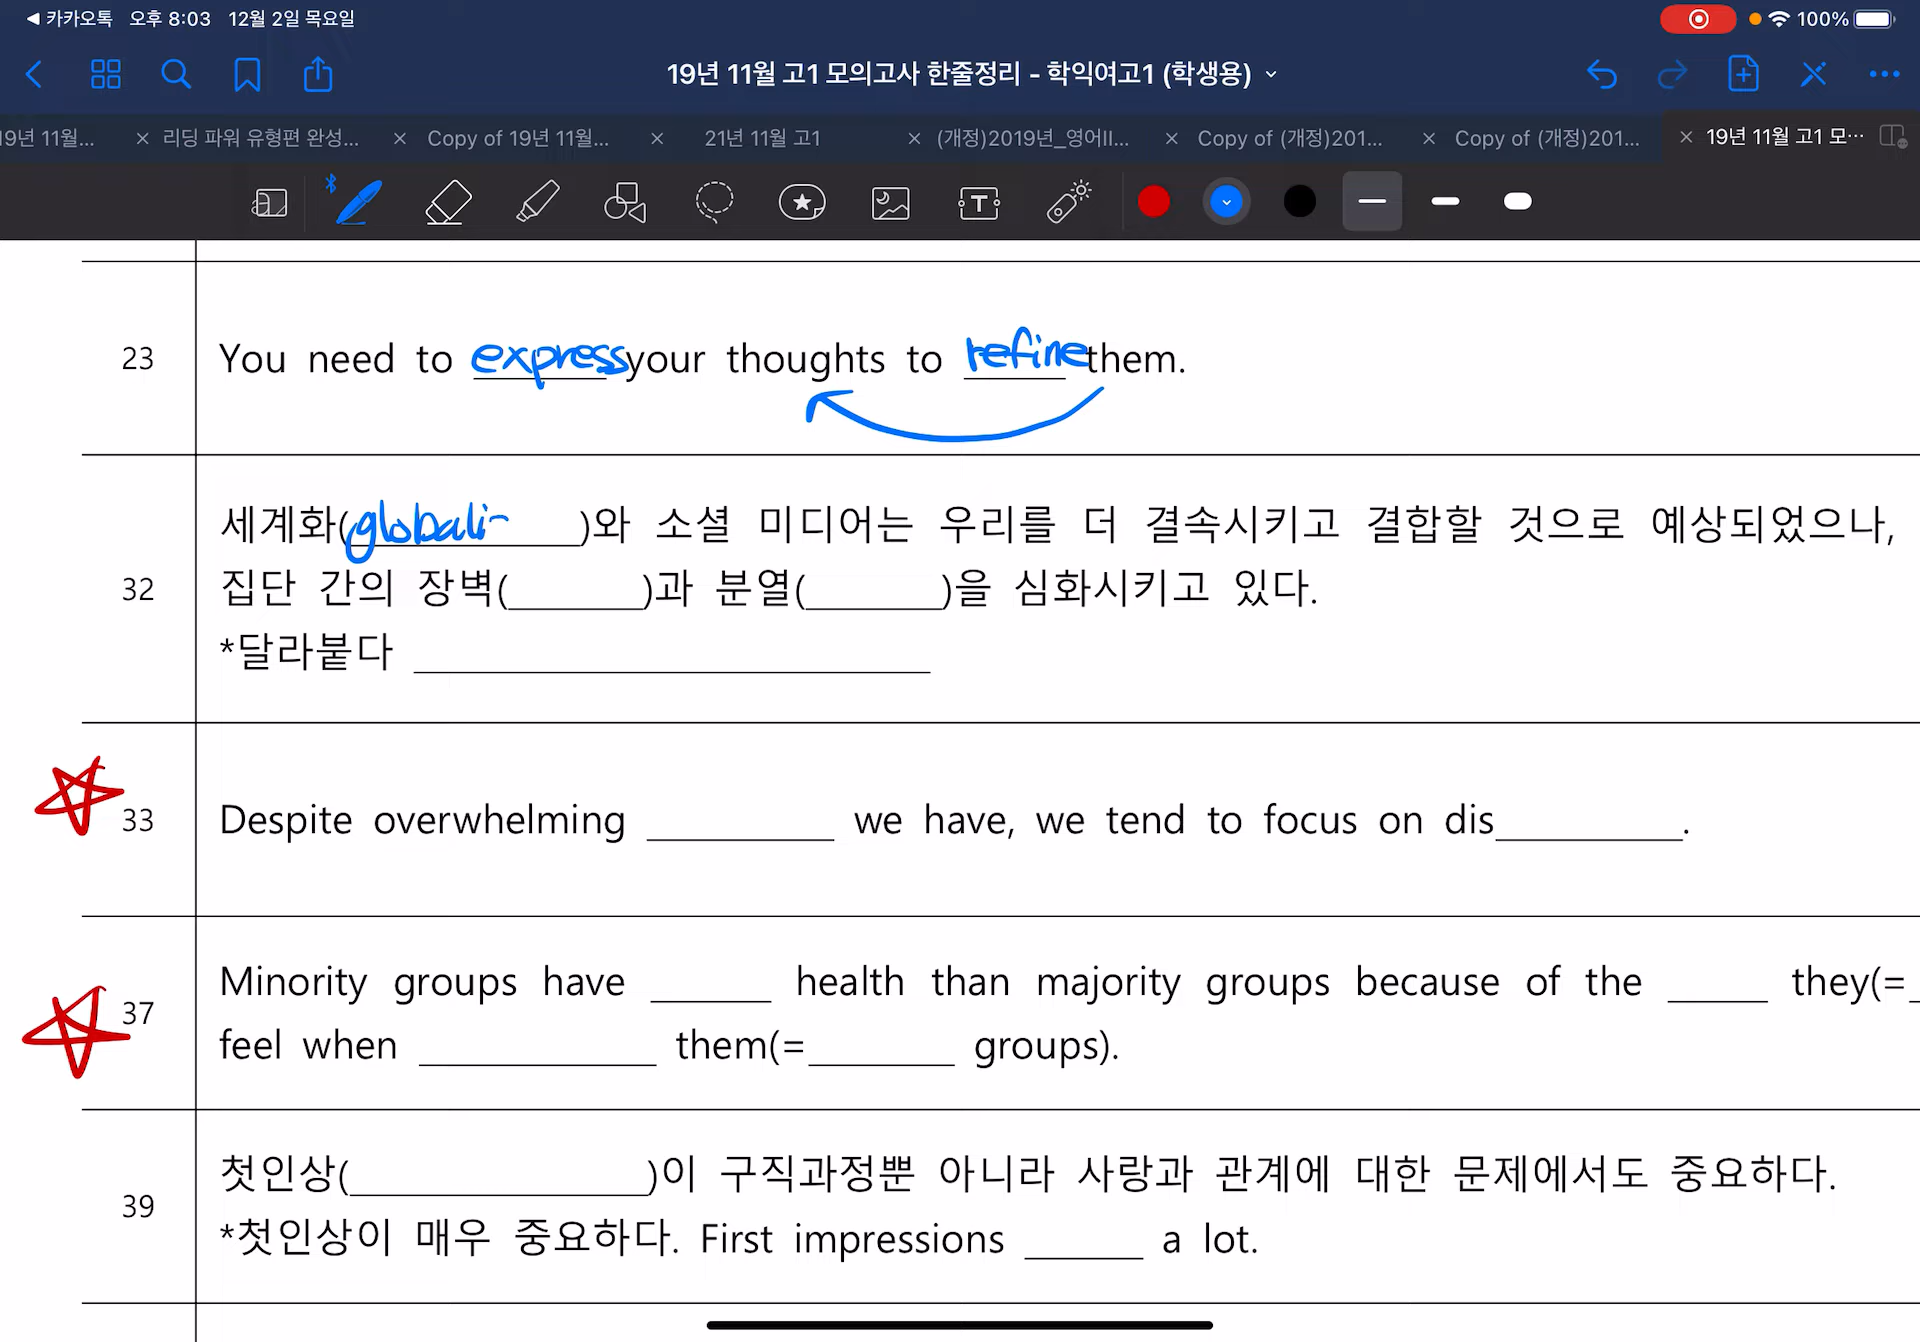 ◀ 카카오톡 오후 8:03 12월 2일 목요일 100%
19년 11월 고1 모의고사 한줄정리 - 학익여고1 (학생용)
19년 11월... × 리딩 파워 유형편 완성... × Copy of 19년 11월... × 21년 11월 고1 × (개정)2019년_영어II... × Copy of (개정)201... × Copy of (개정)201... × 19년 11월 고1 모...
23 You need to express your thoughts to refine them.
세계화(globali )와 소셜 미디어는 우리를 더 결속시키고 결합할 것으로 예상되었으나,
32 집단 간의 장벽(______)과 분열(______)을 심화시키고 있다.
*달라붙다 ______
33 Despite overwhelming ______ we have, we tend to focus on dis______.
37 Minority groups have ______ health than majority groups because of the ______ they(=_
feel when ______ them(=______ groups).
39 첫인상(______)이 구직과정뿐 아니라 사랑과 관계에 대한 문제에서도 중요하다.
*첫인상이 매우 중요하다. First impressions ______ a lot.